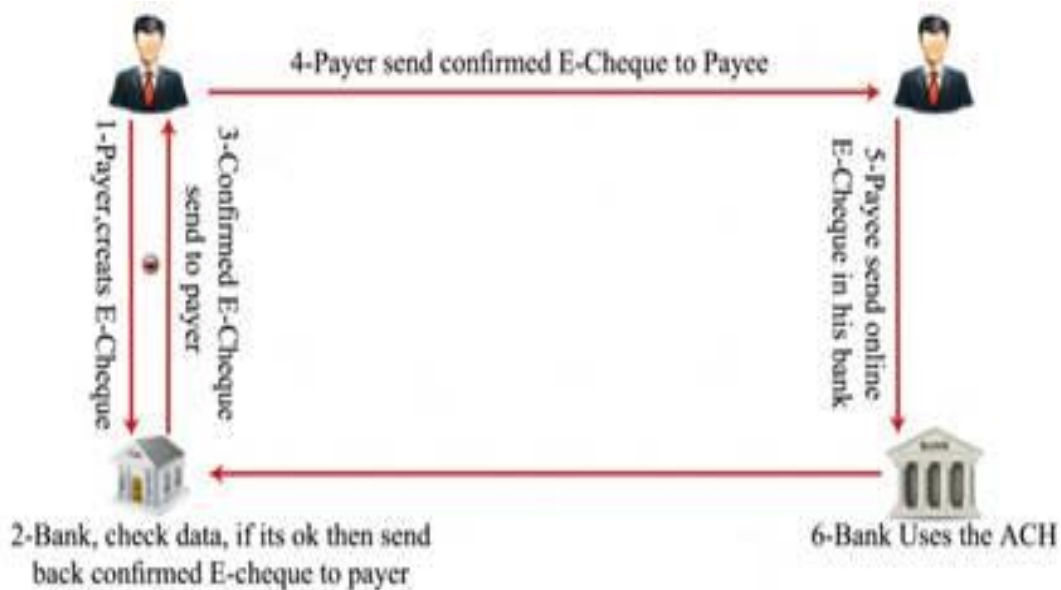 4-Payer send confirmed E-Cheque to Payee
1-Payer,creats E-Cheque
3-Confirmed E-Cheque
send to payer
5-Payee send online
E-Cheque in his bank
BANK
2-Bank, check data, if its ok then send
back confirmed E-cheque to payer
6-Bank Uses the ACH